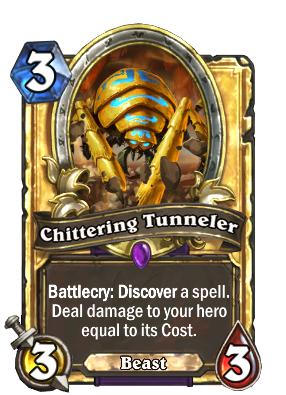 3
Chittering Tunneler
Battlecry: Discover a spell.
Deal damage to your hero
equal to its Cost.
3
Beast
3